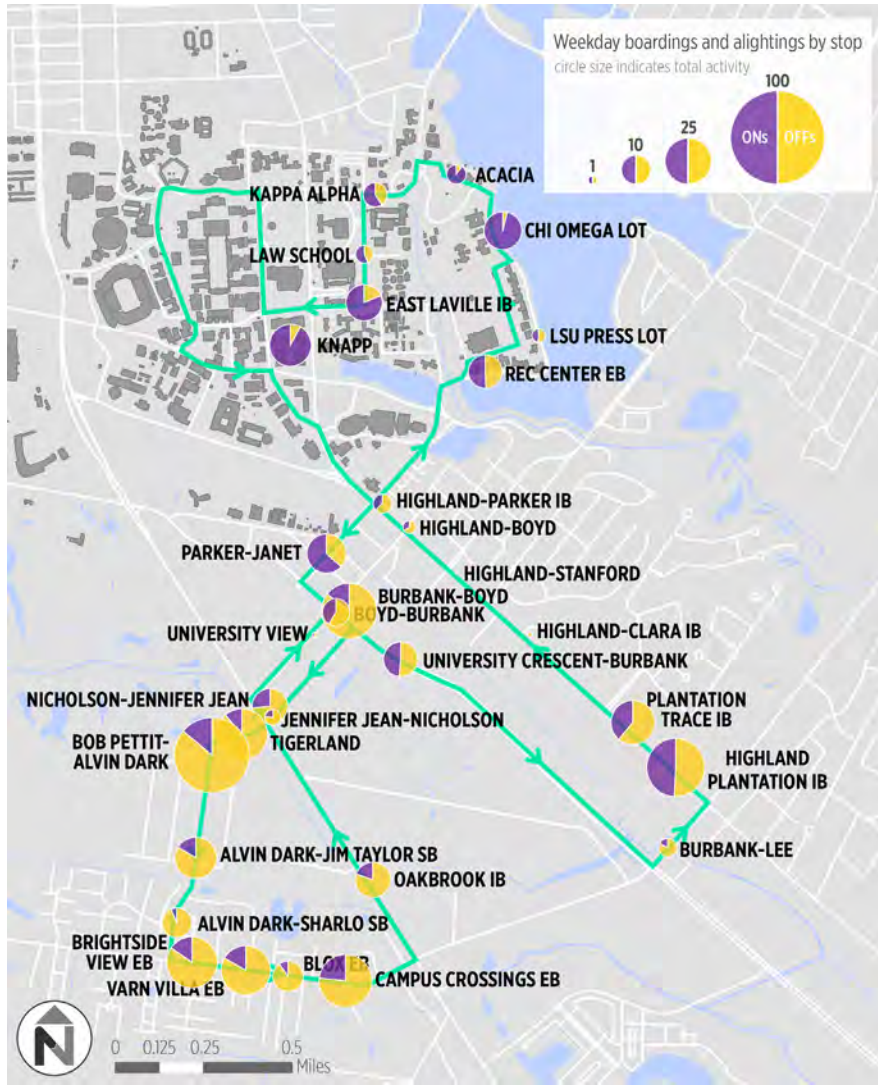 Weekday boardings and alightings by stop
circle size indicates total activity
100
25
10
1
ONs
OFFs
ACACIA
KAPPA ALPHA
CHI OMEGA LOT
LAW SCHOOL
EAST LAVILLE IB
LSU PRESS LOT
KNAPP
REC CENTER EB
HIGHLAND-PARKER IB
HIGHLAND-BOYD
PARKER-JANET
HIGHLAND-STANFORD
BURBANK-BOYD
BOYD-BURBANK
UNIVERSITY VIEW
HIGHLAND-CLARA IB
UNIVERSITY CRESCENT-BURBANK
NICHOLSON-JENNIFER JEAN
PLANTATION
TRACE IB
JENNIFER JEAN-NICHOLSON
BOB PETTIT-
ALVIN DARK
TIGERLAND
HIGHLAND
PLANTATION IB
BURBANK-LEE
ALVIN DARK-JIM TAYLOR SB
OAKBROOK IB
ALVIN DARK-SHARLO SB
BRIGHTSIDE
VIEW EB
BLOX EB
VARN VILLA EB
CAMPUS CROSSINGS EB
N
0 0.125 0.25 0.5
Miles